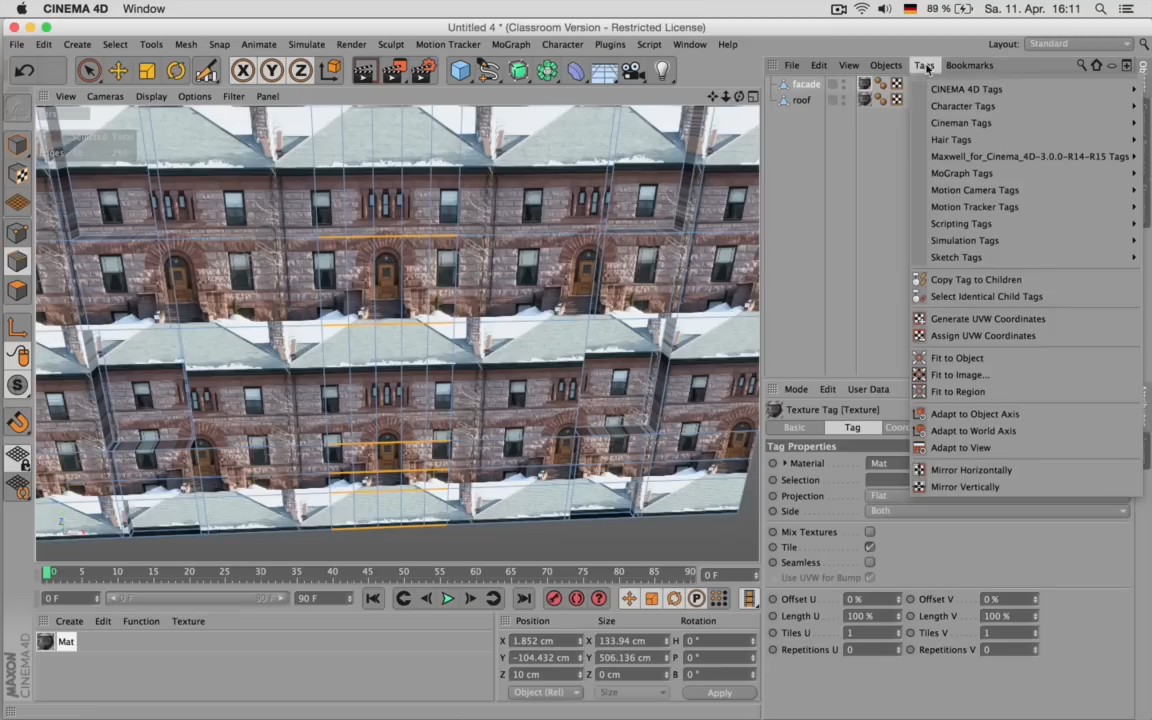 CINEMA 4D Window 89 % Sa. 11. Apr. 16:11
Untitled 4 * (Classroom Version - Restricted License)
File Edit Create Select Tools Mesh Snap Animate Simulate Render Sculpt Motion Tracker MoGraph Character Plugins Script Window Help Layout: Standard
X Y Z File Edit View Objects Tags Bookmarks
View Cameras Display Options Filter Panel
facade
roof
CINEMA 4D Tags
Character Tags
Cineman Tags
Hair Tags
Maxwell_for_Cinema_4D-3.0.0-R14-R15 Tags
MoGraph Tags
Motion Camera Tags
Motion Tracker Tags
Scripting Tags
Simulation Tags
Sketch Tags
Copy Tag to Children
Select Identical Child Tags
Generate UVW Coordinates
Assign UVW Coordinates
Fit to Object
Fit to Image...
Fit to Region
Adapt to Object Axis
Adapt to World Axis
Adapt to View
Mirror Horizontally
Mirror Vertically
Mode Edit User Data
Texture Tag [Texture]
Basic Tag Coord
Tag Properties
Material Mat
Selection
Projection Flat
Side Both
Mix Textures
Tile
Seamless
Use UVW for Bump
Offset U 0 % Offset V 0 %
Length U 100 % Length V 100 %
Tiles U 1 Tiles V 1
Repetitions U 0 Repetitions V 0
Z
0 5 10 15 20 25 30 35 40 45 50 55 60 65 70 75 80 85 90 0 F
0 F 0 F 90 F 90 F
Create Edit Function Texture
Mat
Position Size Rotation
X 1.852 cm X 133.94 cm H 0 °
Y -104.432 cm Y 506.136 cm P 0 °
Z 10 cm Z 0 cm B 0 °
Object (Rel) Size Apply
MAXON
CINEMA 4D